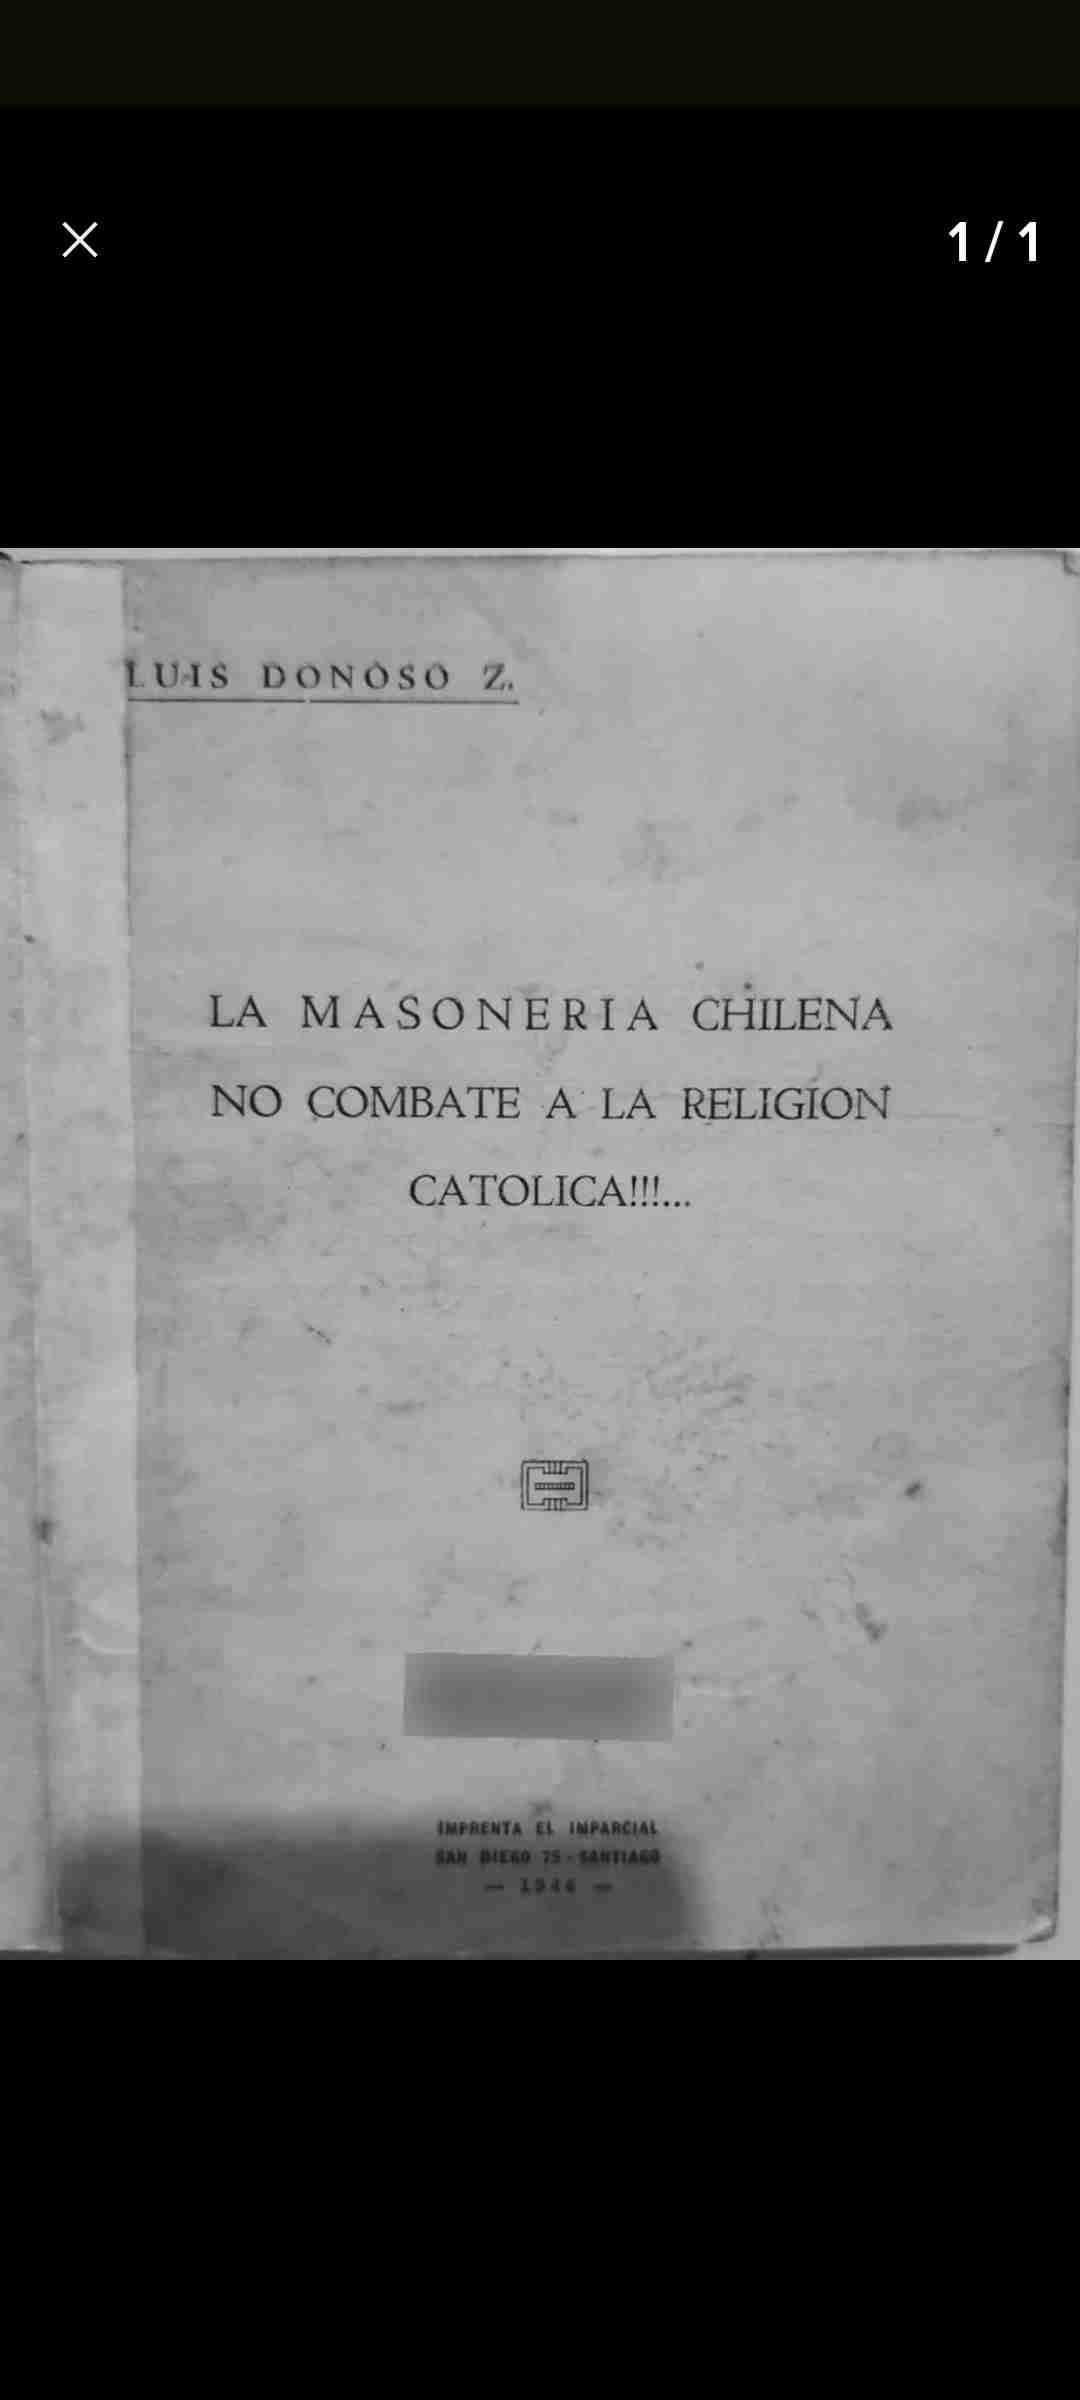 1 / 1
LUIS DONOSO Z.
LA MASONERIA CHILENA
NO COMBATE A LA RELIGION
CATOLICA!!!...
IMPRENTA EL IMPARCIAL
SAN DIEGO 75 - SANTIAGO